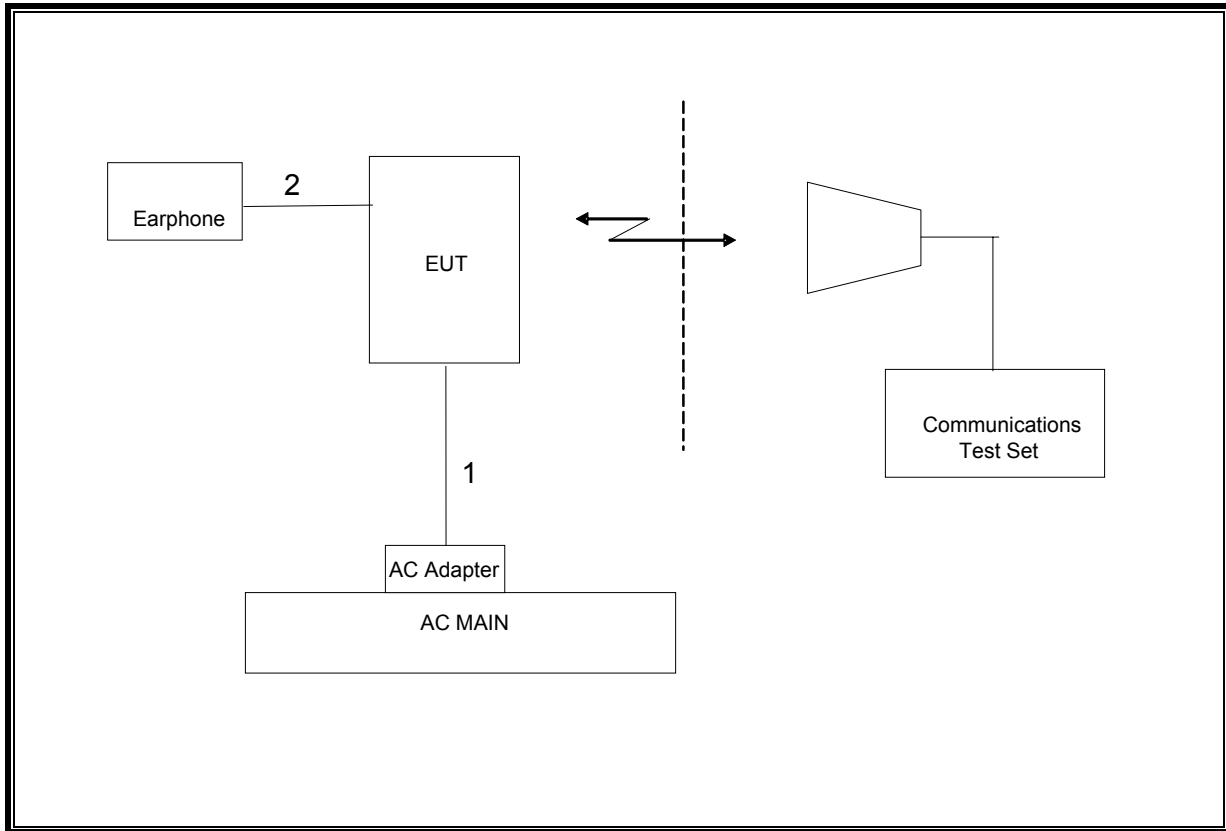 2
Earphone
EUT
Communications
Test Set
1
AC Adapter
AC MAIN